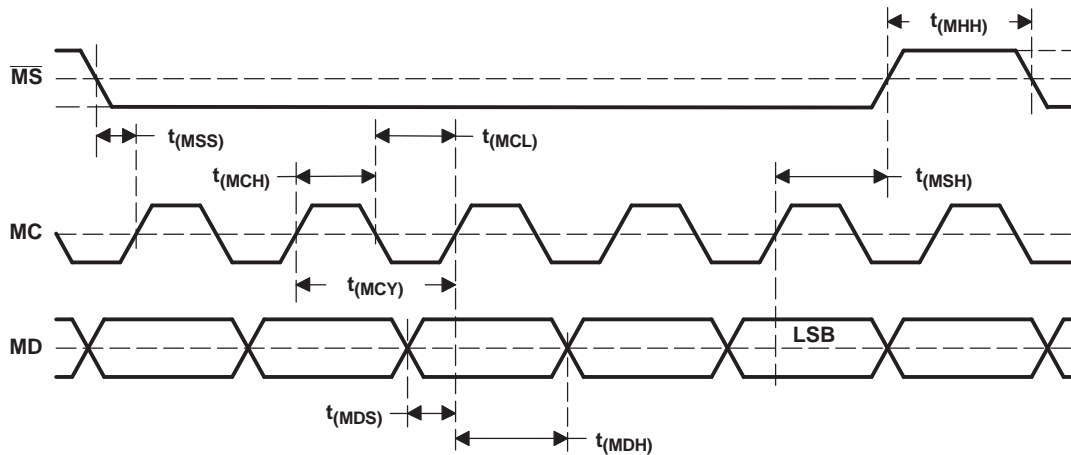 t(MHH)
MS
t(MSS)
t(MCL)
t(MCH)
t(MSH)
MC
t(MCY)
MD
LSB
t(MDS)
t(MDH)